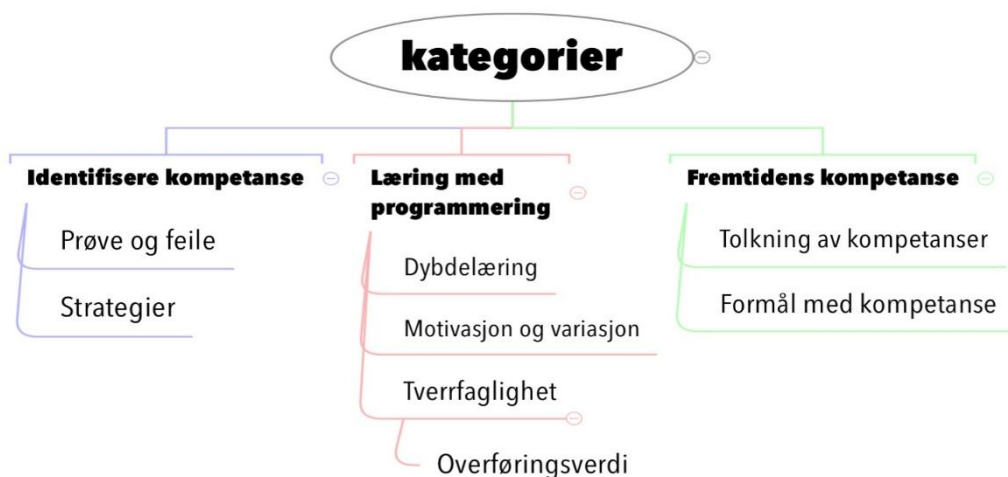 kategorier
Identifisere kompetanse
Prøve og feile
Strategier
Læring med
programmering
Dybdelæring
Motivasjon og variasjon
Tverrfaglighet
Overføringsverdi
Fremtidens kompetanse
Tolkning av kompetanser
Formål med kompetanse